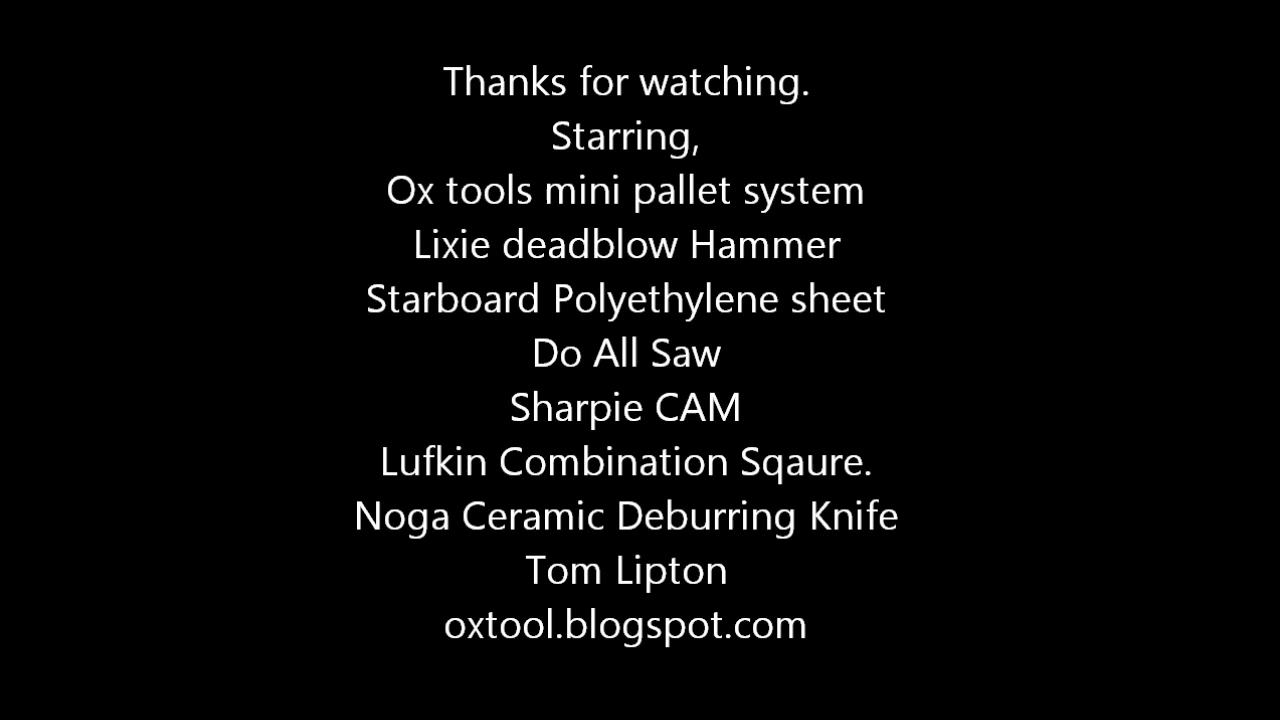 Thanks for watching.
Starring,
Ox tools mini pallet system
Lixie deadblow Hammer
Starboard Polyethylene sheet
Do All Saw
Sharpie CAM
Lufkin Combination Sqaure.
Noga Ceramic Deburring Knife
Tom Lipton
oxtool.blogspot.com